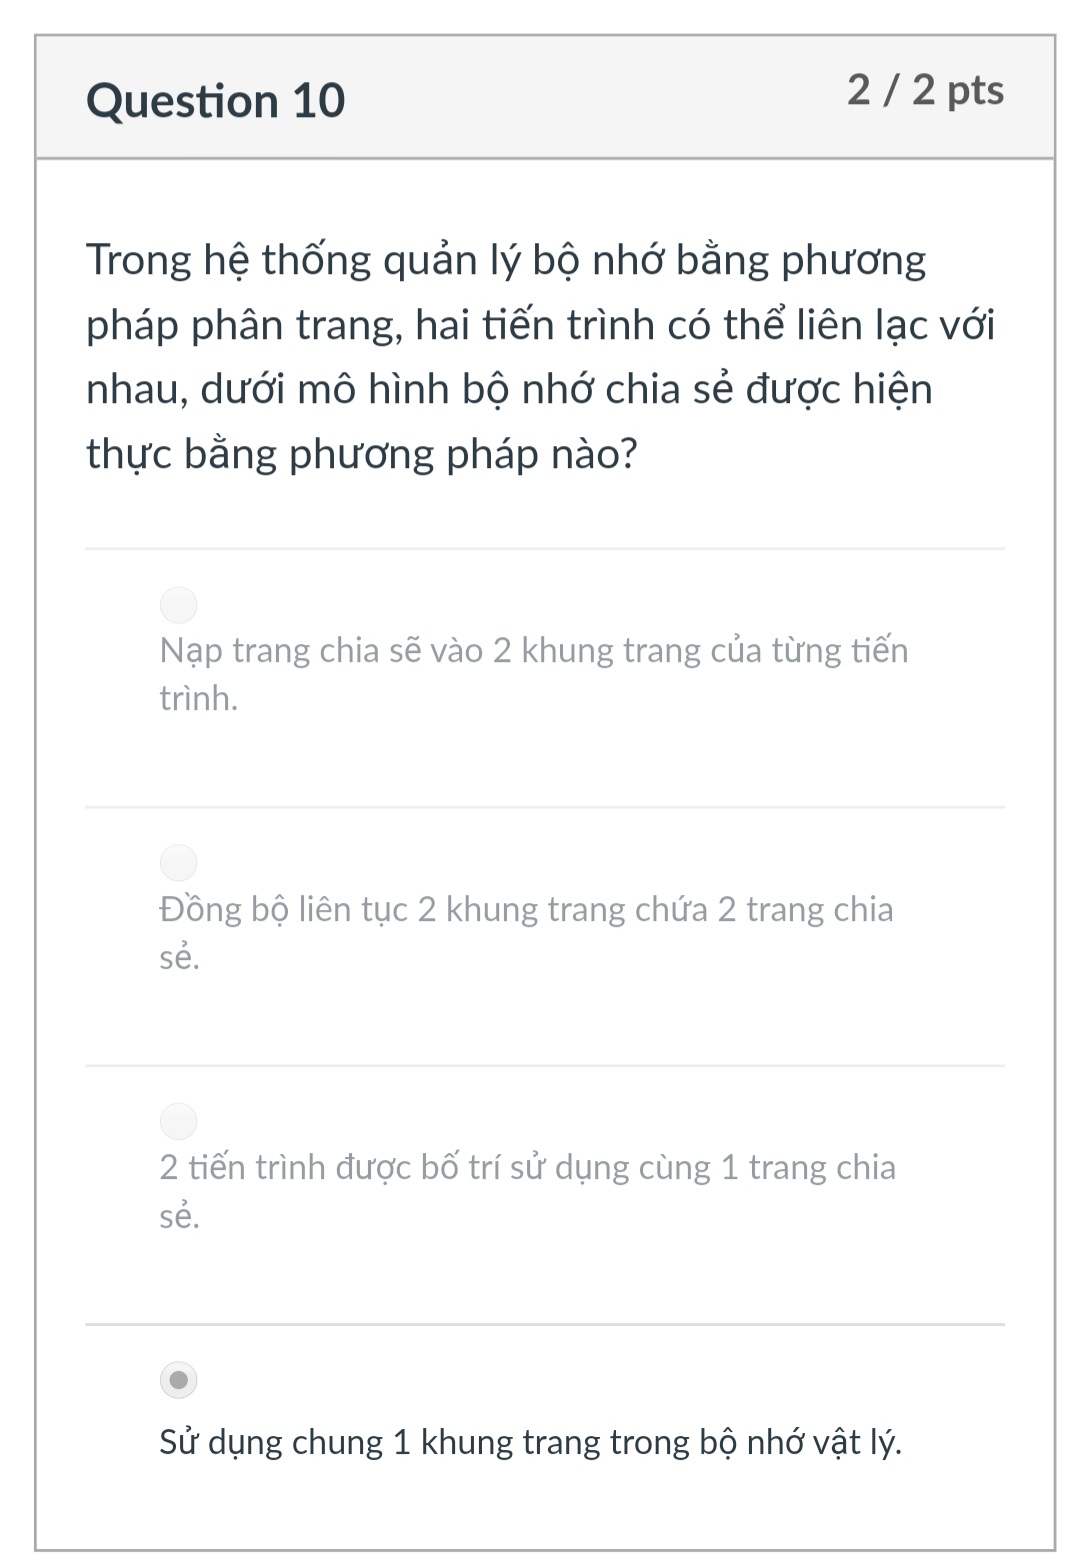 Question 10
2 / 2 pts
Trong hệ thống quản lý bộ nhớ bằng phương
pháp phân trang, hai tiến trình có thể liên lạc với
nhau, dưới mô hình bộ nhớ chia sẻ được hiện
thực bằng phương pháp nào?
Nạp trang chia sẽ vào 2 khung trang của từng tiến
trình.
Đồng bộ liên tục 2 khung trang chứa 2 trang chia
sẻ.
2 tiến trình được bố trí sử dụng cùng 1 trang chia
sẻ.
Sử dụng chung 1 khung trang trong bộ nhớ vật lý.